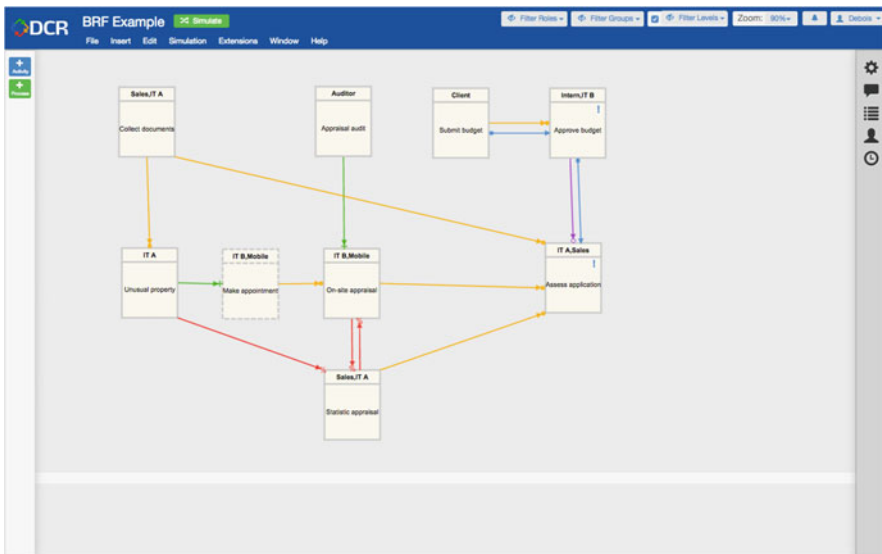 DCR BRF Example Simulate Filter Roles Filter Groups Filter Levels Zoom: 90% Debois
File Insert Edit Simulation Extensions Window Help
+ Activity
+ Process
Sales,IT A
Collect documents
Auditor
Appraisal audit
Client
Submit budget
Intern,IT B
!
Approve budget
IT A
Unusual property
IT B,Mobile
Make appointment
IT B,Mobile
On-site appraisal
IT A,Sales
!
Assess application
Sales,IT A
Statistic appraisal